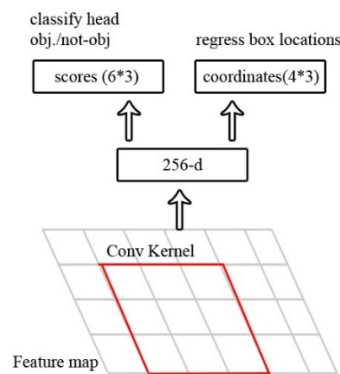 classify head
obj./not-obj
regress box locations
scores (6*3)
coordinates(4*3)
256-d
Conv Kernel
Feature map